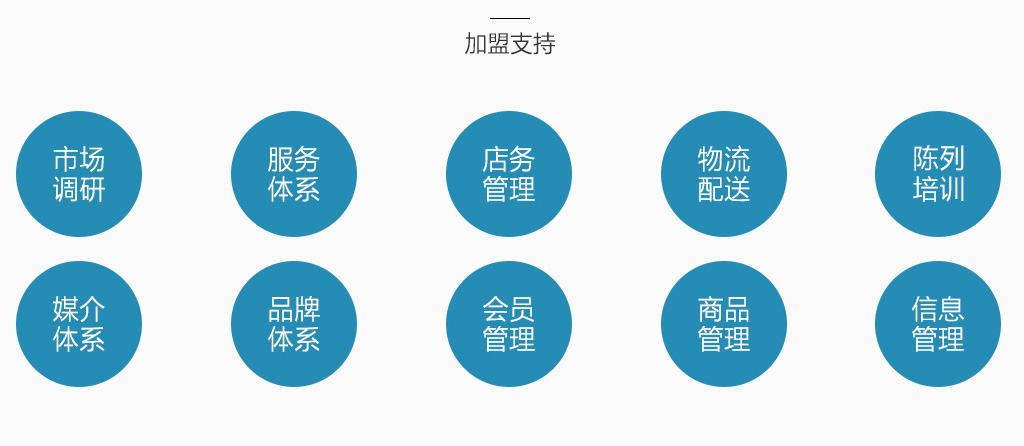 加盟支持
市场
调研
服务
体系
店务
管理
物流
配送
陈列
培训
媒介
体系
品牌
体系
会员
管理
商品
管理
信息
管理